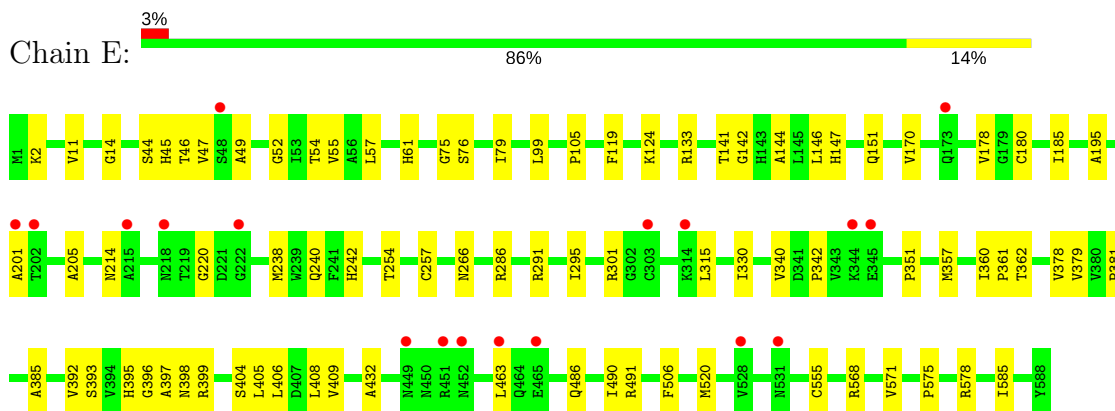 3%
Chain E:
86% 14%
M1 K2 V11 G14 S44 H45 T46 V47 S48 A49 G52 I53 T54 V55 A56 L57 H61 G75 S76 I79 L99 P105 F119 K124 R133 T141 G142 H143 A144 L145 L146 H147 Q151 V170 Q173 V178 G179 C180 I185 A195
A201 T202 A205 N214 A215 N218 T219 G220 D221 G222 M238 W239 Q240 F241 H242 T254 C257 N266 R286 R291 I295 R301 G302 C303 K314 L315 I330 V340 D341 P342 V343 K344 E345 P351 M357 I360 P361 T362 V378 V379 V380 P381
A385 V392 S393 V394 H395 G396 A397 N398 R399 S404 L405 L406 D407 L408 V409 A432 N449 N450 R451 N452 L463 Q464 E465 Q486 I490 R491 F506 M520 V528 N531 C555 R568 V571 P575 R578 I585 Y588